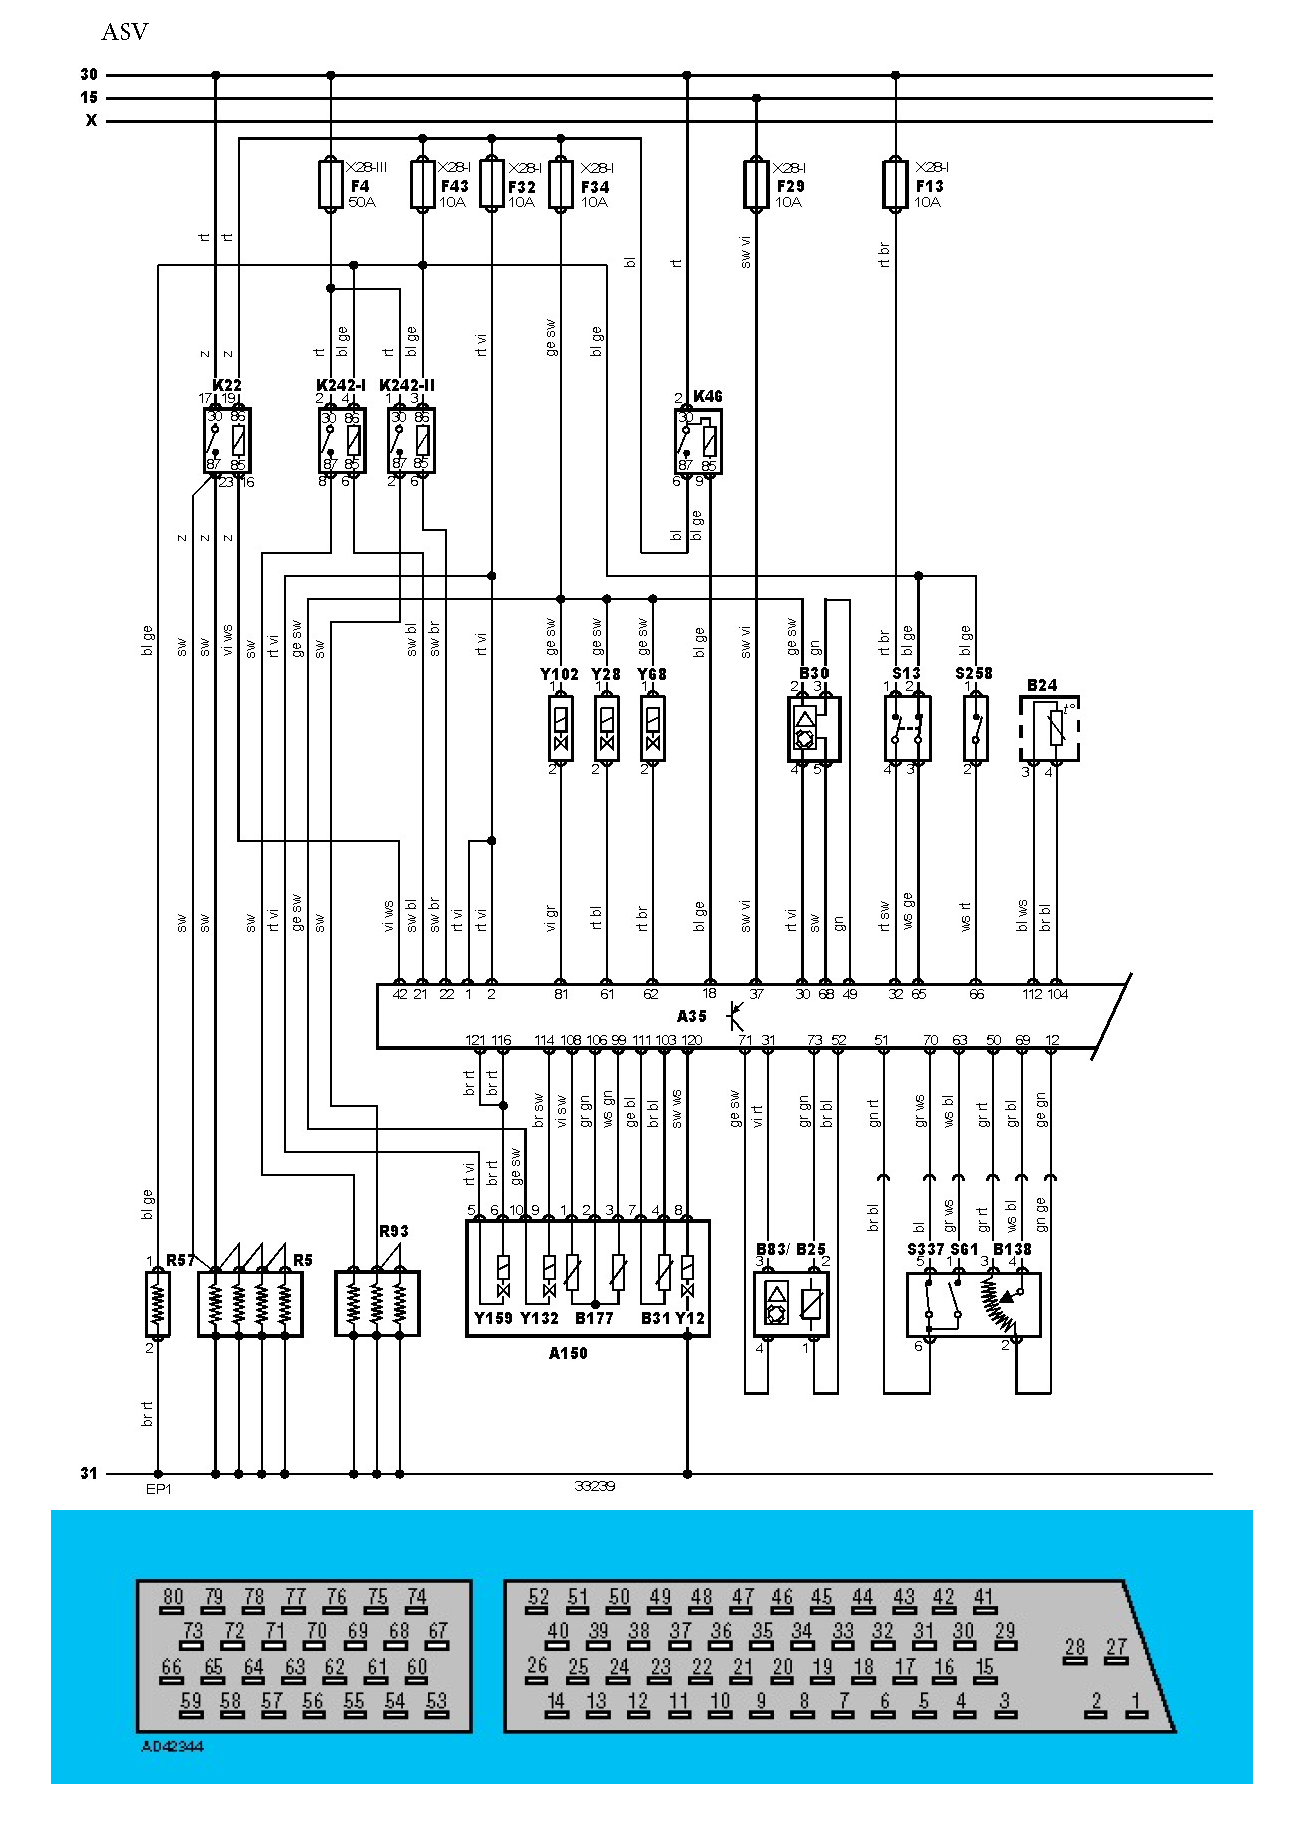 ASV
30
15
X
X28-III X28-I X28-I X28-I X28-I X28-I
F4 F43 F32 F34 F29 F13
50A 10A 10A 10A 10A 10A
rt rt bl rt sw vi rt br
z z rt bl ge rt bl ge rt vi ge sw bl ge
K22 K242-I K242-II K46
17 19 2 4 1 3 2
30 86 30 86 30 86 30
87 85 87 85 87 85 87 85
23 16 8 6 2 6 6 9
z z z bl bl ge
bl ge sw sw vi ws sw rt vi ge sw sw sw bl sw br rt vi ge sw ge sw ge sw bl ge sw vi ge sw gn rt br bl ge bl ge
Y102 Y28 Y68 B30 S13 S258 B24
1 1 1 2 3 1 2 1 t°
2 2 2 4 5 4 3 2 3 4
sw sw rt vi ge sw sw vi ws sw bl sw br rt vi rt vi vi gr rt bl rt br bl ge sw vi rt vi sw gn rt sw ws ge ws rt bl ws br bl
42 21 22 1 2 81 61 62 18 37 30 68 49 32 65 66 112 104
A35
121 116 114 108 106 99 111 103 120 71 31 73 52 51 70 63 50 69 12
br rt br rt br sw vi sw gr gn ws gn ge bl br bl sw ws ge sw vi rt gr gn br bl gn rt gr ws ws bl gr rt gr bl ge gn
bl ge rt vi br rt ge sw br bl bl gr ws gr rt ws bl gn ge
5 6 10 9 1 2 3 7 4 8
R93
1 R57 R5 B83/ B25 S337 S61 B138
3 2 5 1 3 4
Y159 Y132 B177 B31 Y12
2 4 1 6 2
A150
br rt
31
EP1 33239
80 79 78 77 76 75 74 52 51 50 49 48 47 46 45 44 43 42 41
73 72 71 70 69 68 67 40 39 38 37 36 35 34 33 32 31 30 29
28 27
66 65 64 63 62 61 60 26 25 24 23 22 21 20 19 18 17 16 15
59 58 57 56 55 54 53 14 13 12 11 10 9 8 7 6 5 4 3 2 1
AD42344